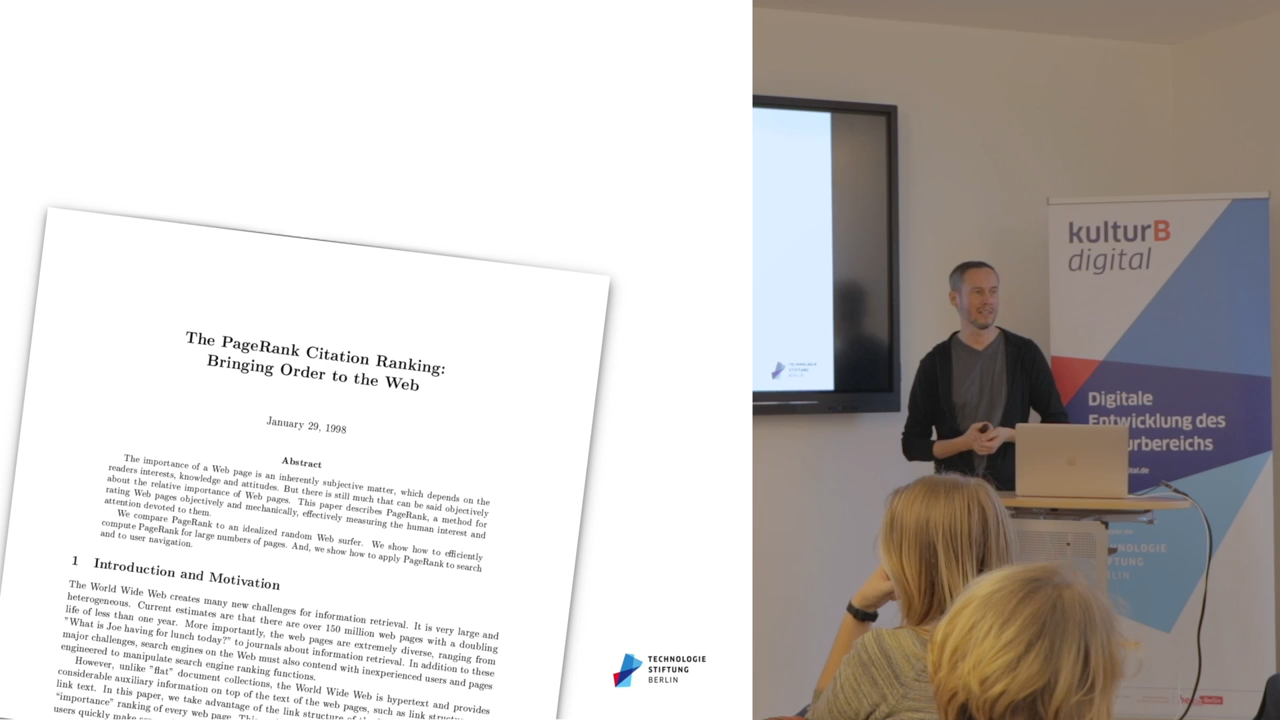 The PageRank Citation Ranking:
Bringing Order to the Web
January 29, 1998
Abstract
The importance of a Web page is an inherently subjective matter, which depends on the
readers interests, knowledge and attitudes. But there is still much that can be said objectively
about the relative importance of Web pages. This paper describes PageRank, a method for
rating Web pages objectively and mechanically, effectively measuring the human interest and
attention devoted to them.
We compare PageRank to an idealized random Web surfer. We show how to efficiently
compute PageRank for large numbers of pages. And, we show how to apply PageRank to search
and to user navigation.
1 Introduction and Motivation
The World Wide Web creates many new challenges for information retrieval. It is very large and
heterogeneous. Current estimates are that there are over 150 million web pages with a doubling
life of less than one year. More importantly, the web pages are extremely diverse, ranging from
"What is Joe having for lunch today?" to journals about information retrieval. In addition to these
major challenges, search engines on the Web must also contend with inexperienced users and pages
engineered to manipulate search engine ranking functions.
However, unlike "flat" document collections, the World Wide Web is hypertext and provides
considerable auxiliary information on top of the text of the web pages, such as link
link text. In this paper, we take advantage of the link structure of
"importance" ranking of every web page.
users quickly make
TECHNOLOGIE
STIFTUNG
BERLIN
TECHNOLOGIE
STIFTUNG
BERLIN
kulturB
digital
Digitale
Entwicklung des
urbereichs
tal.de
NOLOGIE
STIFTUNG
BERLIN